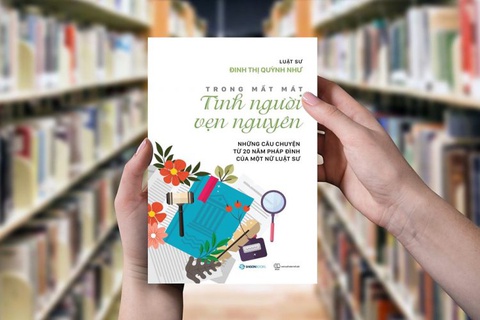 LUẬT SƯ
ĐINH THỊ QUỲNH NHƯ
TRONG MẤT MÁT
Tình người
vẹn nguyên
NHỮNG CÂU CHUYỆN
TỪ 20 NĂM PHÁP ĐÌNH
CỦA MỘT NỮ LUẬT SƯ